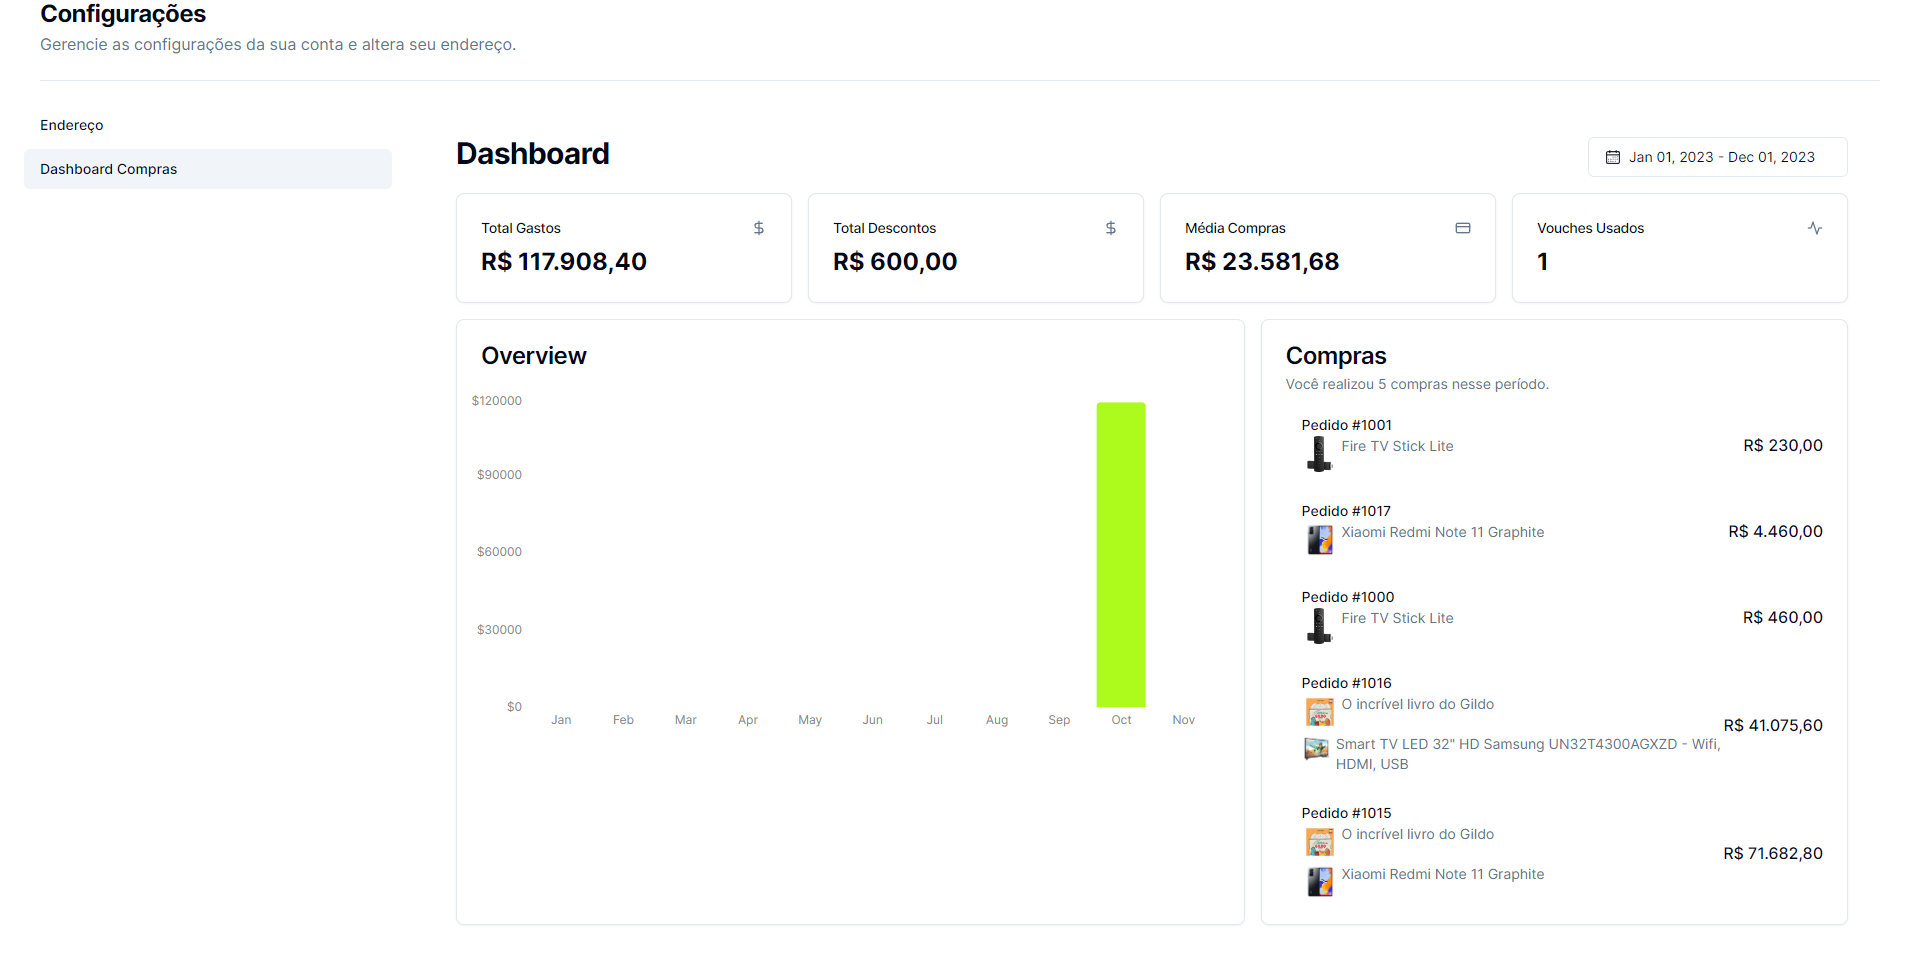 Configurações
Gerencie as configurações da sua conta e altera seu endereço.
Endereço
Dashboard Compras
Dashboard
Jan 01, 2023 - Dec 01, 2023
Total Gastos
R$ 117.908,40
Total Descontos
R$ 600,00
Média Compras
R$ 23.581,68
Vouches Usados
1
Overview
$120000
$90000
$60000
$30000
$0
Jan Feb Mar Apr May Jun Jul Aug Sep Oct Nov
Compras
Você realizou 5 compras nesse período.
Pedido #1001
Fire TV Stick Lite
R$ 230,00
Pedido #1017
Xiaomi Redmi Note 11 Graphite
R$ 4.460,00
Pedido #1000
Fire TV Stick Lite
R$ 460,00
Pedido #1016
O incrível livro do Gildo
R$ 41.075,60
Smart TV LED 32" HD Samsung UN32T4300AGXZD - Wifi,
HDMI, USB
Pedido #1015
O incrível livro do Gildo
R$ 71.682,80
Xiaomi Redmi Note 11 Graphite